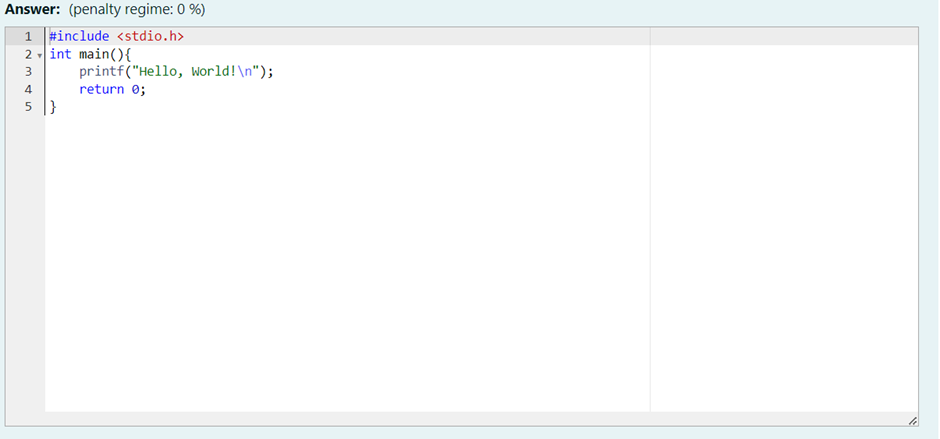 Answer: (penalty regime: 0 %)
1 #include <stdio.h>
2 int main(){
3     printf("Hello, World!\n");
4     return 0;
5 }